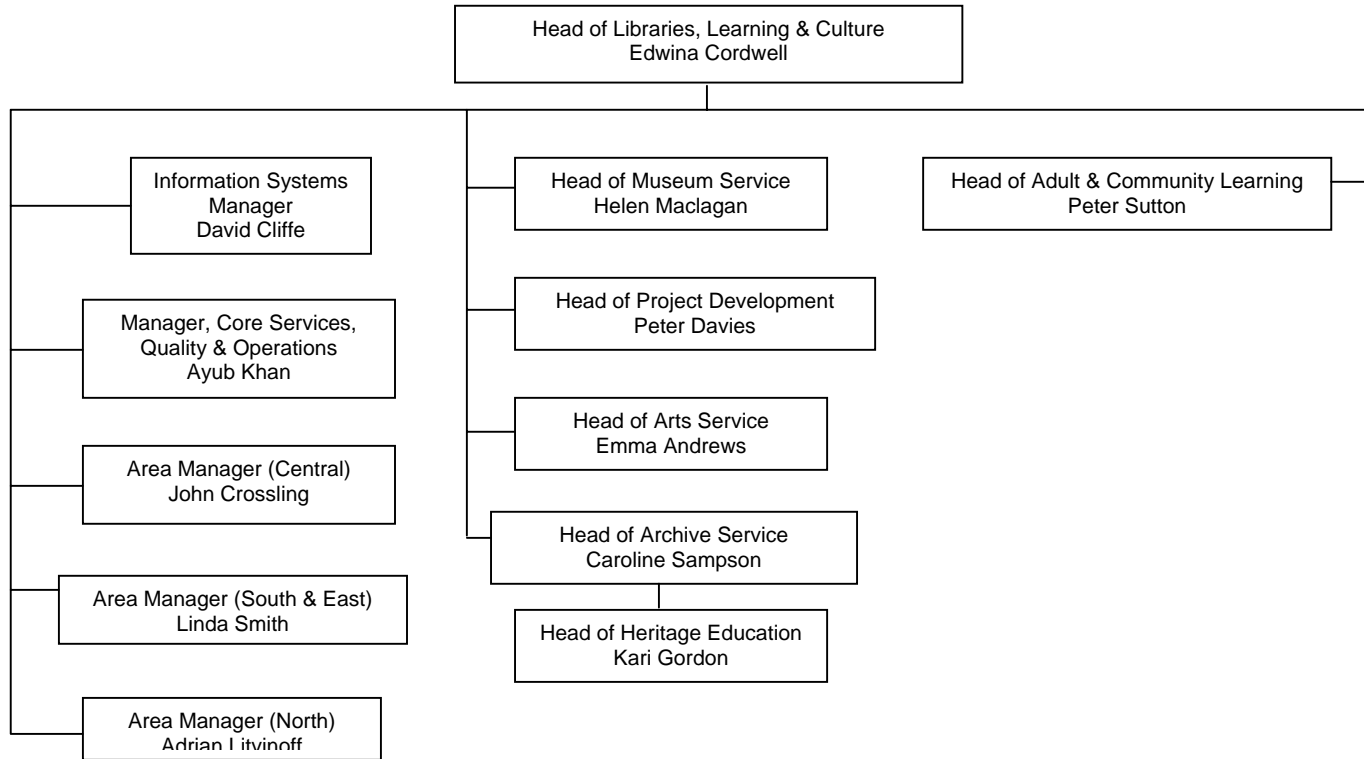 Head of Libraries, Learning & Culture
Edwina Cordwell
Information Systems
Manager
David Cliffe
Manager, Core Services,
Quality & Operations
Ayub Khan
Area Manager (Central)
John Crossling
Area Manager (South & East)
Linda Smith
Area Manager (North)
Adrian Litvinoff
Head of Museum Service
Helen Maclagan
Head of Project Development
Peter Davies
Head of Arts Service
Emma Andrews
Head of Archive Service
Caroline Sampson
Head of Heritage Education
Kari Gordon
Head of Adult & Community Learning
Peter Sutton